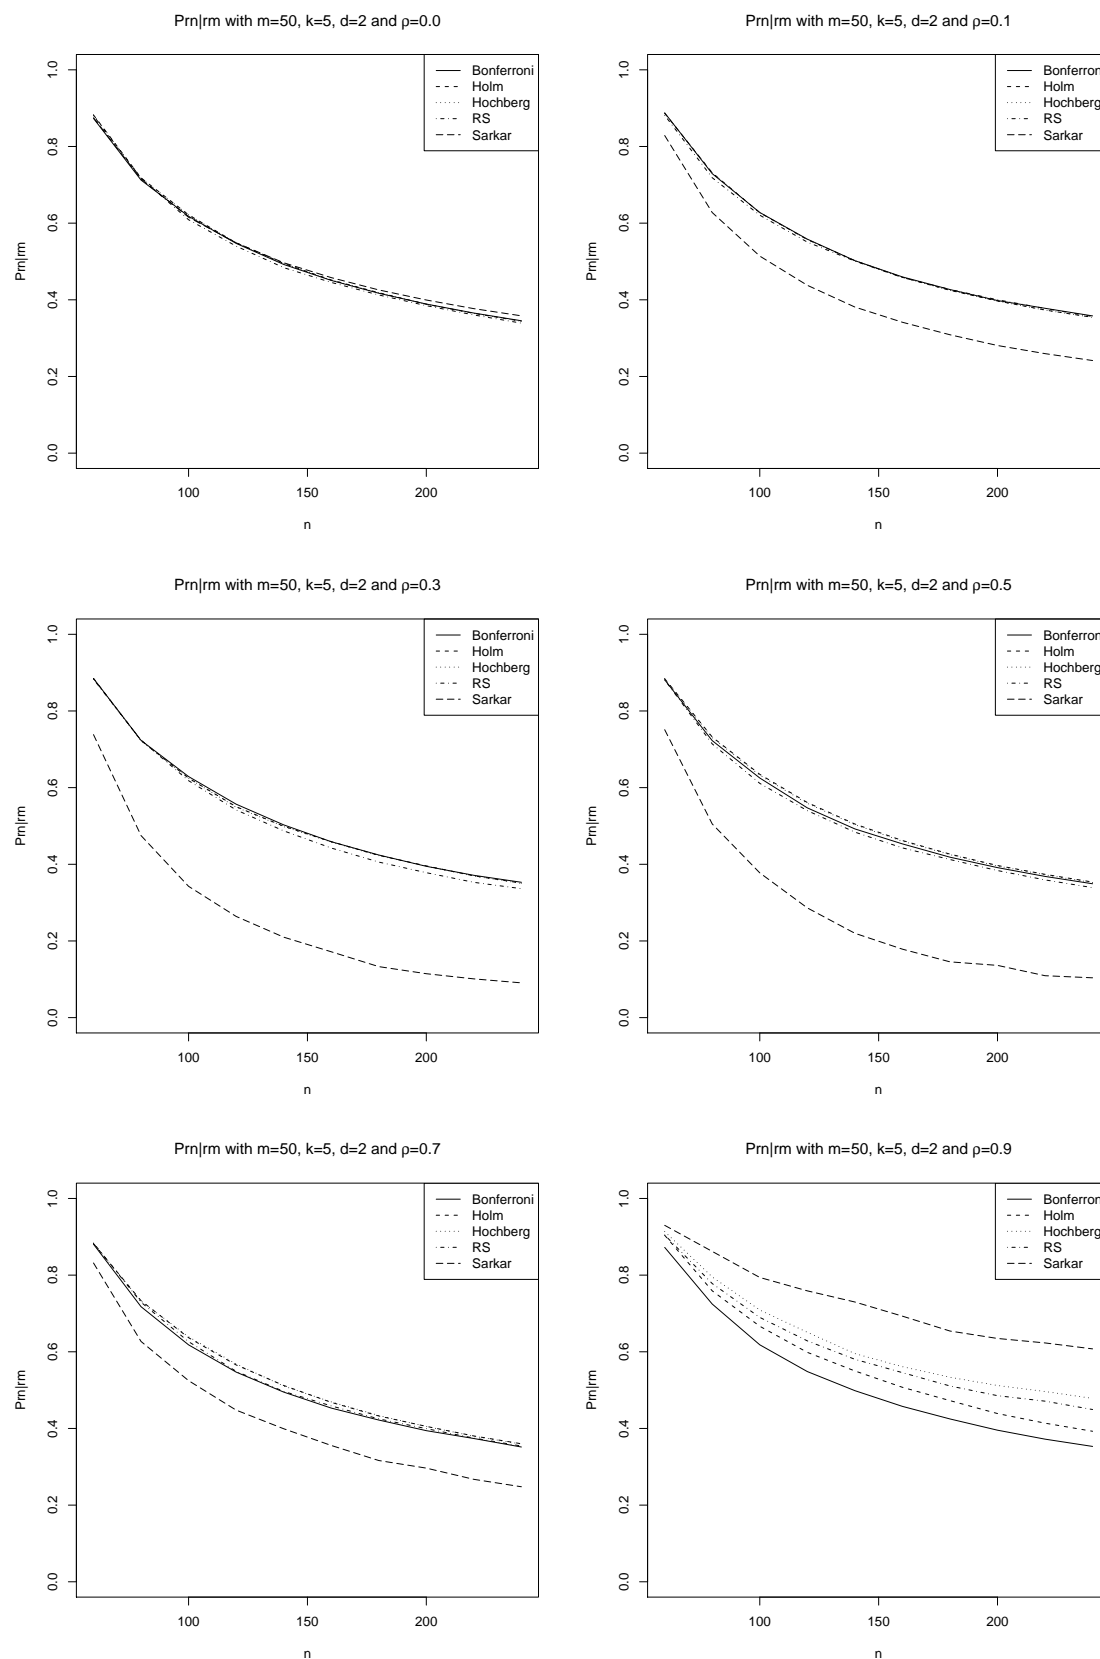 Prn|rm with m=50, k=5, d=2 and ρ=0.0
Prn|rm
1.0
0.8
0.6
0.4
0.2
0.0
Bonferroni
Holm
Hochberg
RS
Sarkar
100
150
200
n
Prn|rm with m=50, k=5, d=2 and ρ=0.1
Prn|rm
1.0
0.8
0.6
0.4
0.2
0.0
Bonferron
Holm
Hochberg
RS
Sarkar
100
150
200
n
Prn|rm with m=50, k=5, d=2 and ρ=0.3
Prn|rm
1.0
0.8
0.6
0.4
0.2
0.0
Bonferroni
Holm
Hochberg
RS
Sarkar
100
150
200
n
Prn|rm with m=50, k=5, d=2 and ρ=0.5
Prn|rm
1.0
0.8
0.6
0.4
0.2
0.0
Bonferron
Holm
Hochberg
RS
Sarkar
100
150
200
n
Prn|rm with m=50, k=5, d=2 and ρ=0.7
Prn|rm
1.0
0.8
0.6
0.4
0.2
0.0
Bonferroni
Holm
Hochberg
RS
Sarkar
100
150
200
n
Prn|rm with m=50, k=5, d=2 and ρ=0.9
Prn|rm
1.0
0.8
0.6
0.4
0.2
0.0
Bonferron
Holm
Hochberg
RS
Sarkar
100
150
200
n